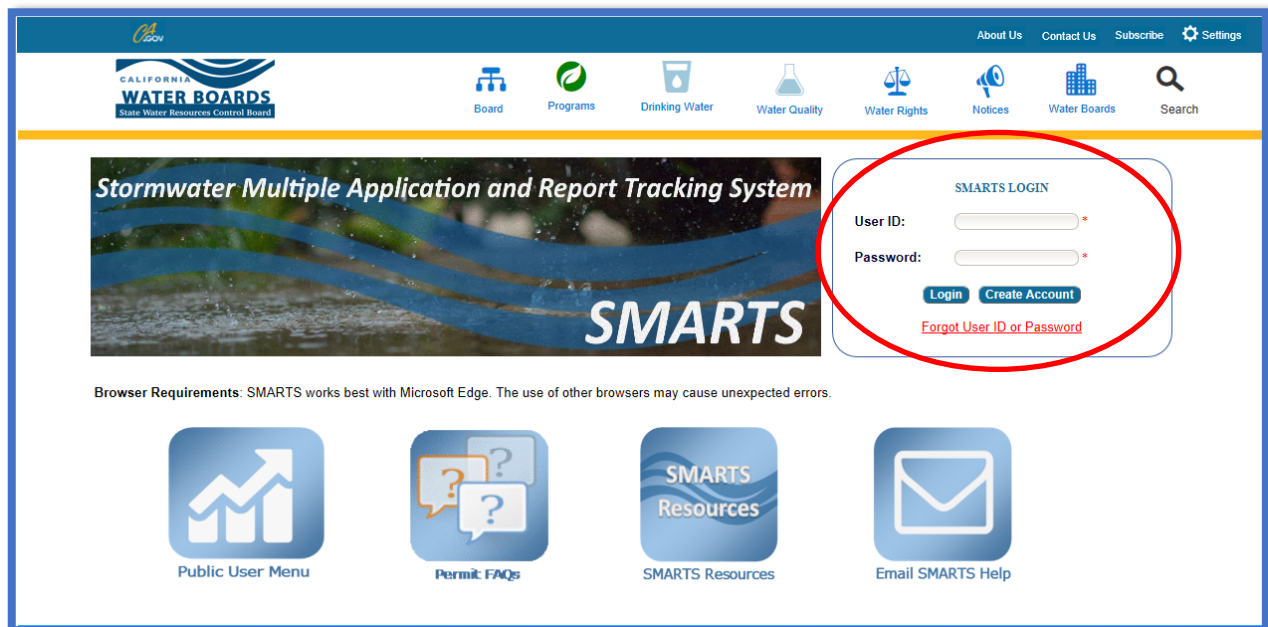 CA.GOV
About Us Contact Us Subscribe Settings
CALIFORNIA
WATER BOARDS
State Water Resources Control Board
Board Programs Drinking Water Water Quality Water Rights Notices Water Boards Search
Stormwater Multiple Application and Report Tracking System
SMARTS
SMARTS LOGIN
User ID: *
Password: *
Login Create Account
Forgot User ID or Password
Browser Requirements: SMARTS works best with Microsoft Edge. The use of other browsers may cause unexpected errors.
? ? ?
SMARTS
Resources
Public User Menu Permit FAQs SMARTS Resources Email SMARTS Help